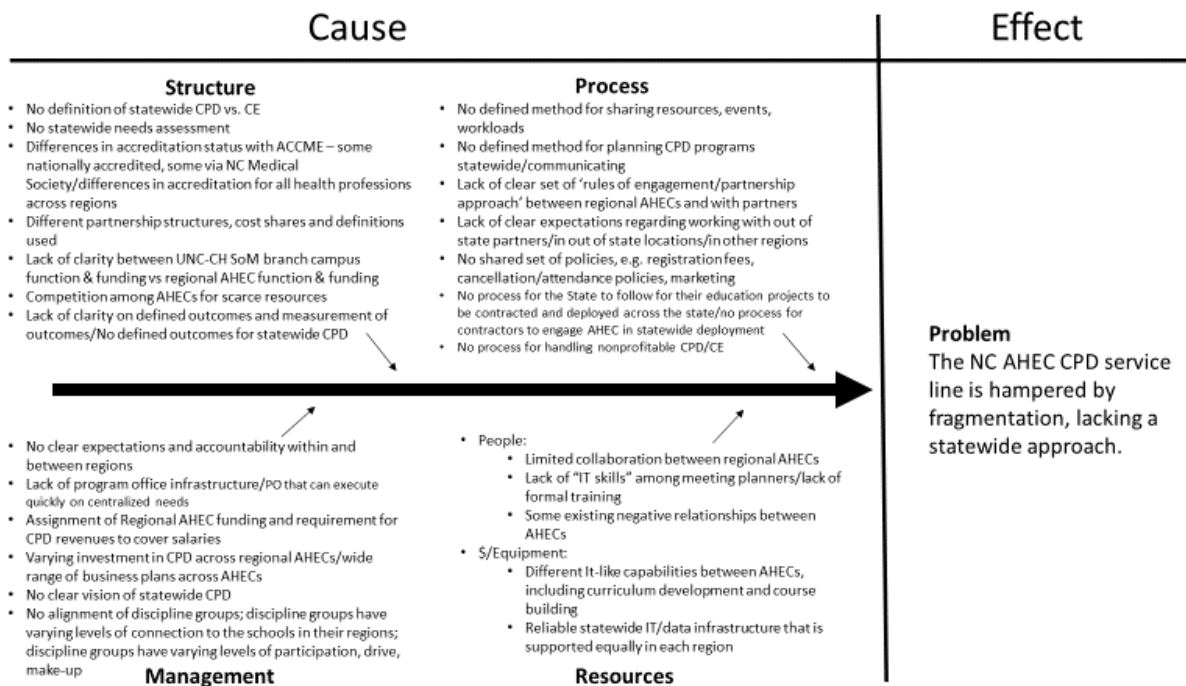 Cause
Effect
Structure
• No definition of statewide CPD vs. CE
• No statewide needs assessment
• Differences in accreditation status with ACCME – some
nationally accredited, some via NC Medical
Society/differences in accreditation for all health professions
across regions
• Different partnership structures, cost shares and definitions
used
• Lack of clarity between UNC-CH SoM branch campus
function & funding vs regional AHEC function & funding
• Competition among AHECs for scarce resources
• Lack of clarity on defined outcomes and measurement of
outcomes/No defined outcomes for statewide CPD
Process
• No defined method for sharing resources, events,
workloads
• No defined method for planning CPD programs
statewide/communicating
• Lack of clear set of ‘rules of engagement/partnership
approach’ between regional AHECs and with partners
• Lack of clear expectations regarding working with out of
state partners/in out of state locations/in other regions
• No shared set of policies, e.g. registration fees,
cancellation/attendance policies, marketing
• No process for the State to follow for their education projects to
be contracted and deployed across the state/no process for
contractors to engage AHEC in statewide deployment
• No process for handling nonprofitable CPD/CE
Problem
The NC AHEC CPD service
line is hampered by
fragmentation, lacking a
statewide approach.
• No clear expectations and accountability within and
between regions
• Lack of program office infrastructure/PO that can execute
quickly on centralized needs
• Assignment of Regional AHEC funding and requirement for
CPD revenues to cover salaries
• Varying investment in CPD across regional AHECs/wide
range of business plans across AHECs
• No clear vision of statewide CPD
• No alignment of discipline groups; discipline groups have
varying levels of connection to the schools in their regions;
discipline groups have varying levels of participation, drive,
make-up
Management
• People:
• Limited collaboration between regional AHECs
• Lack of “IT skills” among meeting planners/lack of
formal training
• Some existing negative relationships between
AHECs
• $/Equipment:
• Different It-like capabilities between AHECs,
including curriculum development and course
building
• Reliable statewide IT/data infrastructure that is
supported equally in each region
Resources